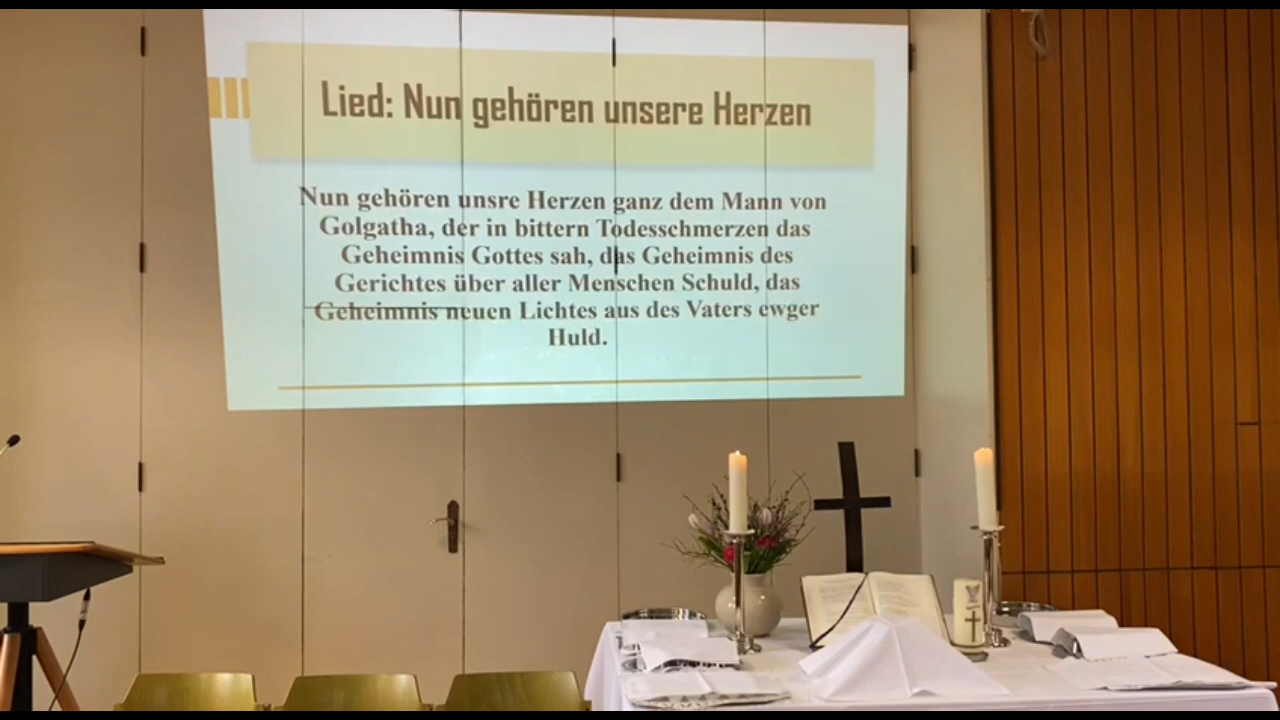 Lied: Nun gehören unsere Herzen
Nun gehören unsre Herzen ganz dem Mann von
Golgatha, der in bittern Todesschmerzen das
Geheimnis Gottes sah, das Geheimnis des
Gerichtes über aller Menschen Schuld, das
Geheimnis neuen Lichtes aus des Vaters ewger
Huld.